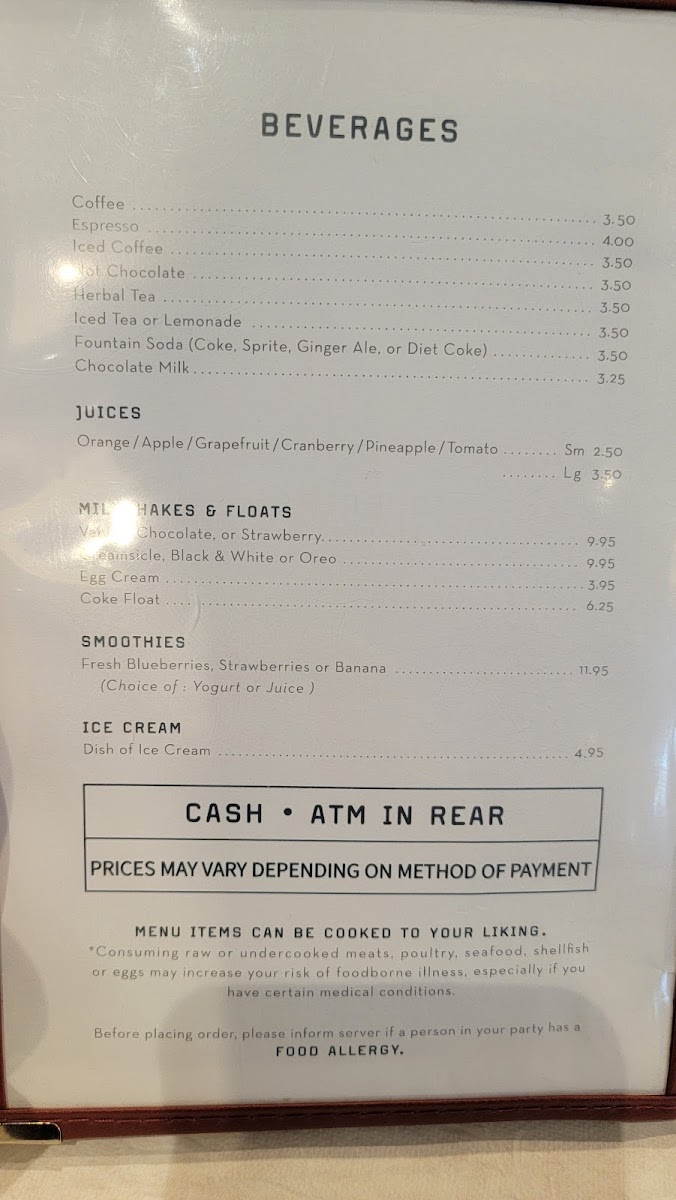 BEVERAGES
Coffee ........ 3.50
Espresso ........ 4.00
Iced Coffee ........ 3.50
Hot Chocolate ........ 3.50
Herbal Tea ........ 3.50
Iced Tea or Lemonade ........ 3.50
Fountain Soda (Coke, Sprite, Ginger Ale, or Diet Coke) ........ 3.50
Chocolate Milk ........ 3.25
JUICES
Orange/Apple/Grapefruit/Cranberry/Pineapple/Tomato ........ Sm 2.50
........ Lg 3.50
MILKSHAKES & FLOATS
Vanilla, Chocolate, or Strawberry ........ 9.95
Creamsicle, Black & White or Oreo ........ 9.95
Egg Cream ........ 3.95
Coke Float ........ 6.25
SMOOTHIES
Fresh Blueberries, Strawberries or Banana ........ 11.95
(Choice of : Yogurt or Juice )
ICE CREAM
Dish of Ice Cream ........ 4.95
CASH • ATM IN REAR
PRICES MAY VARY DEPENDING ON METHOD OF PAYMENT
MENU ITEMS CAN BE COOKED TO YOUR LIKING.
*Consuming raw or undercooked meats, poultry, seafood, shellfish
or eggs may increase your risk of foodborne illness, especially if you
have certain medical conditions.
Before placing order, please inform server if a person in your party has a
FOOD ALLERGY.